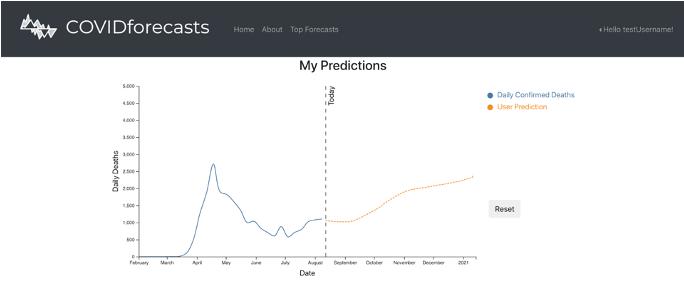 COVIDforecasts
Home About Top Forecasts
Hello testUsername!
My Predictions
Today
Daily Confirmed Deaths
User Prediction
Reset
Daily Deaths
5,000
4,500
4,000
3,500
3,000
2,500
2,000
1,500
1,000
500
0
February March April May June July August September October November December 2021
Date